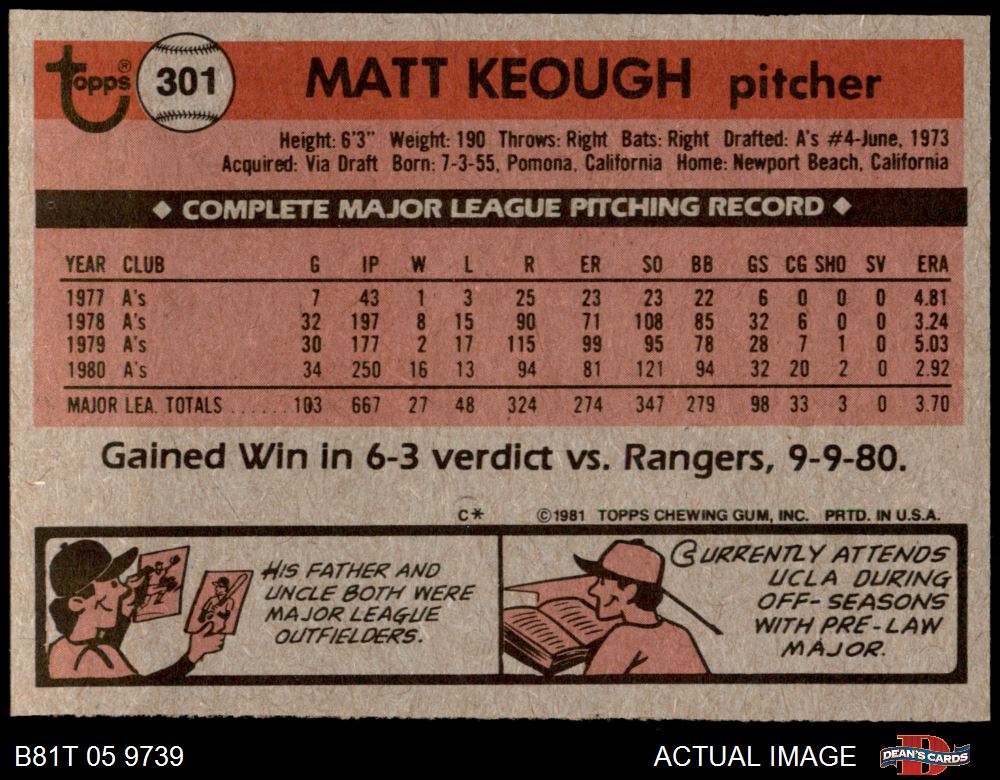 topps® 301 MATT KEOUGH pitcher
Height: 6'3" Weight: 190 Throws: Right Bats: Right Drafted: A's #4-June, 1973
Acquired: Via Draft Born: 7-3-55, Pomona, California Home: Newport Beach, California
◆ COMPLETE MAJOR LEAGUE PITCHING RECORD ◆
YEAR CLUB G IP W L R ER SO BB GS CG SHO SV ERA
1977 A's 7 43 1 3 25 23 23 22 6 0 0 0 4.81
1978 A's 32 197 8 15 90 71 108 85 32 6 0 0 3.24
1979 A's 30 177 2 17 115 99 95 78 28 7 1 0 5.03
1980 A's 34 250 16 13 94 81 121 94 32 20 2 0 2.92
MAJOR LEA. TOTALS ......... 103 667 27 48 324 274 347 279 98 33 3 0 3.70
Gained Win in 6-3 verdict vs. Rangers, 9-9-80.
C* ©1981 TOPPS CHEWING GUM, INC. PRTD. IN U.S.A.
HIS FATHER AND
UNCLE BOTH WERE
MAJOR LEAGUE
OUTFIELDERS.
CURRENTLY ATTENDS
UCLA DURING
OFF-SEASONS
WITH PRE-LAW
MAJOR.
B81T 05 9739 ACTUAL IMAGE DEAN'S CARDS